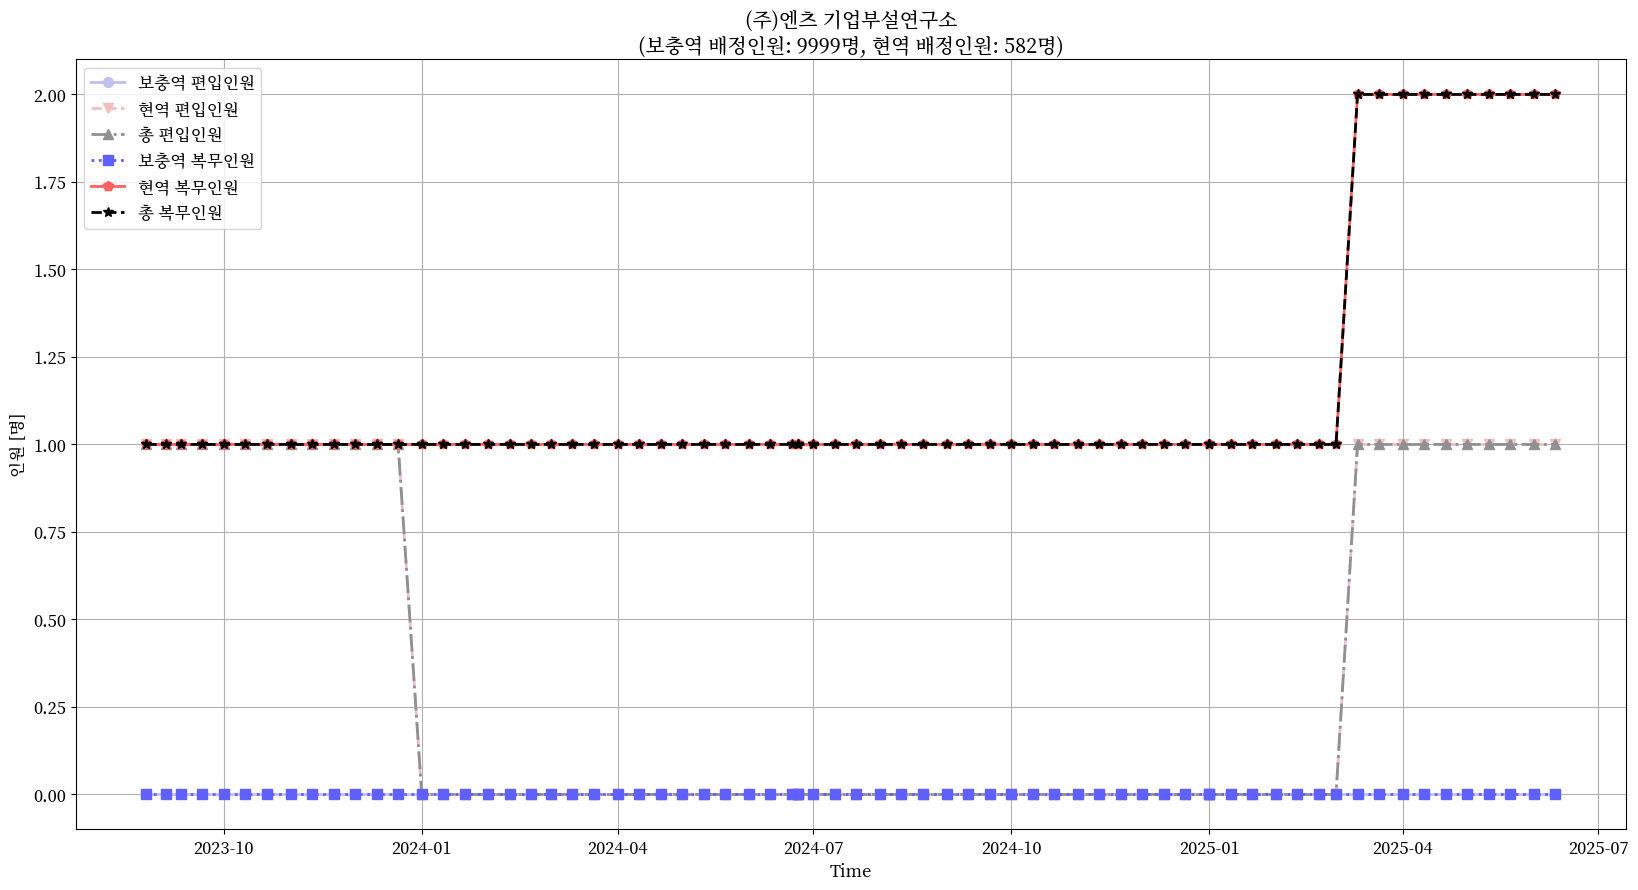 (주)엔츠 기업부설연구소
(보충역 배정인원: 9999명, 현역 배정인원: 582명)
보충역 편입인원
현역 편입인원
총 편입인원
보충역 복무인원
현역 복무인원
총 복무인원
2.00
1.75
1.50
1.25
1.00
0.75
0.50
0.25
0.00
인원 [명]
2023-10
2024-01
2024-04
2024-07
2024-10
2025-01
2025-04
2025-07
Time